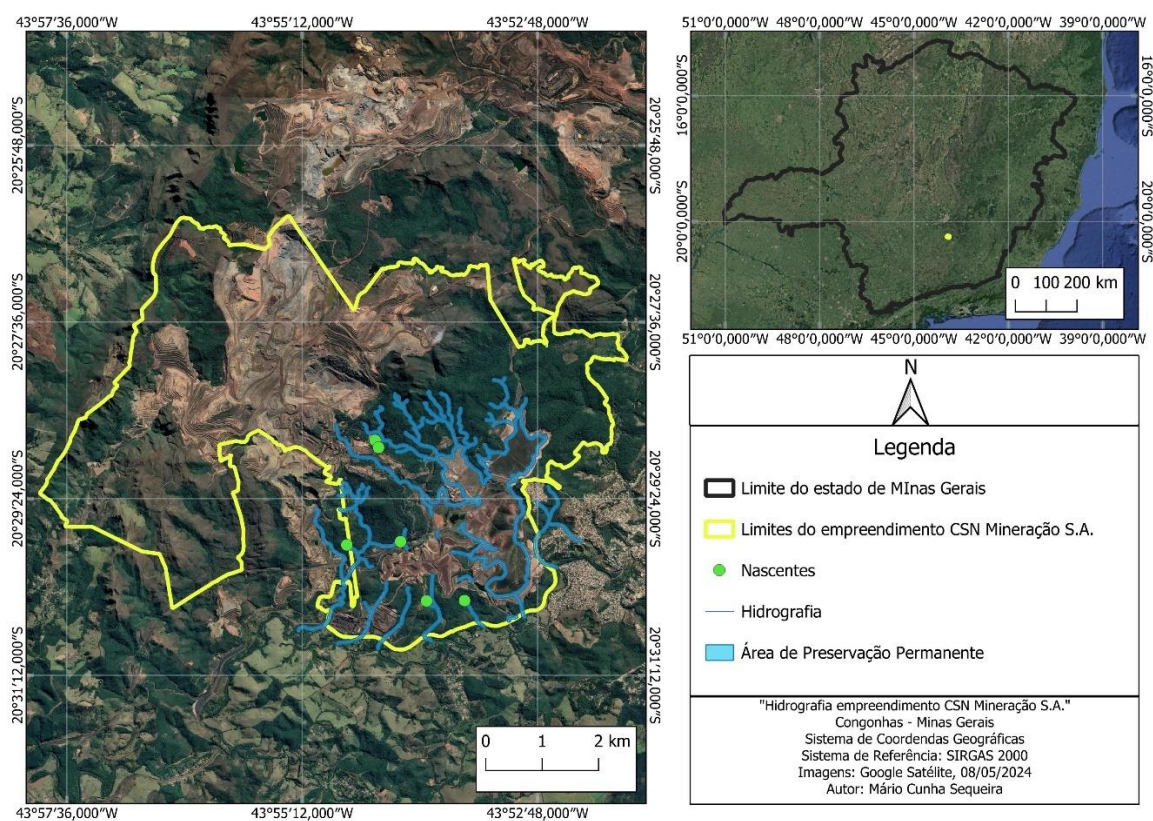 43°57'36,000"W 43°55'12,000"W 43°52'48,000"W
20°25'48,000"S 20°25'48,000"S
20°27'36,000"S 20°27'36,000"S
20°29'24,000"S 20°29'24,000"S
20°31'12,000"S 20°31'12,000"S
0 1 2 km
43°57'36,000"W 43°55'12,000"W 43°52'48,000"W
51°0'0,000"W 48°0'0,000"W 45°0'0,000"W 42°0'0,000"W 39°0'0,000"W
16°0'0,000"S 16°0'0,000"S
20°0'0,000"S 20°0'0,000"S
0 100 200 km
51°0'0,000"W 48°0'0,000"W 45°0'0,000"W 42°0'0,000"W 39°0'0,000"W
N
Legenda
Limite do estado de MInas Gerais
Limites do empreendimento CSN Mineração S.A.
Nascentes
Hidrografia
Área de Preservação Permanente
"Hidrografia empreendimento CSN Mineração S.A."
Congonhas - Minas Gerais
Sistema de Coordendas Geográficas
Sistema de Referência: SIRGAS 2000
Imagens: Google Satélite, 08/05/2024
Autor: Mário Cunha Sequeira